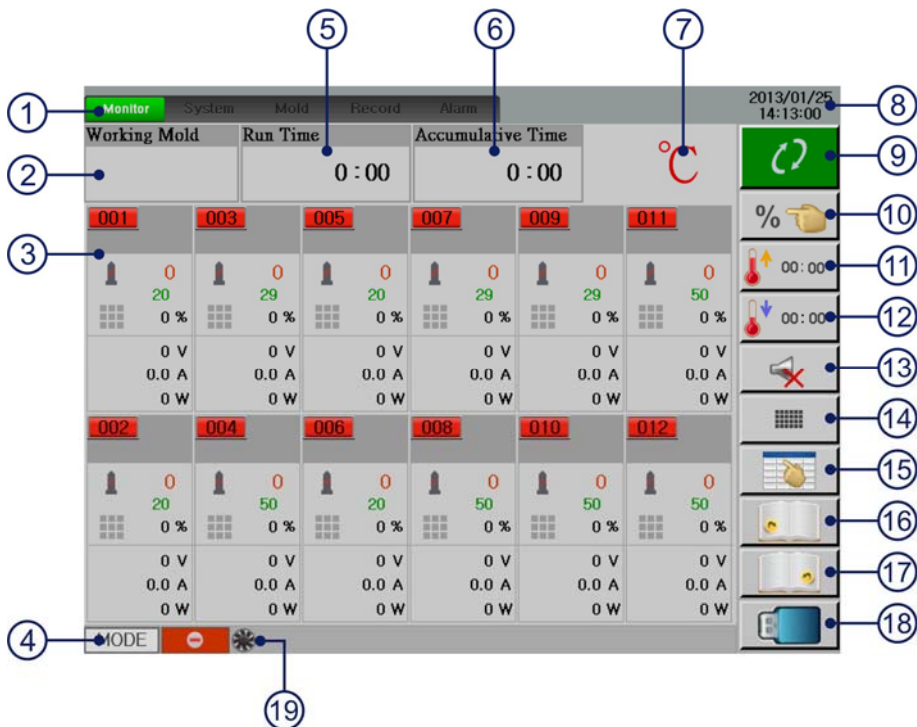 5 6 7
1 Monitor System Mold Record Alarm 2013/01/25 8
14:13:00
Working Mold Run Time Accumulative Time ℃ 9
2 0:00 0:00
% 10
001 003 005 007 009 011
3 00:00 11
0 0 0 0 0 0
20 29 20 29 29 50
0 % 0 % 0 % 0 % 0 % 0 % 00:00 12
0 V 0 V 0 V 0 V 0 V 0 V
0.0 A 0.0 A 0.0 A 0.0 A 0.0 A 0.0 A 13
0 W 0 W 0 W 0 W 0 W 0 W
002 004 006 008 010 012 14
0 0 0 0 0 0 15
20 50 20 50 50 50
0 % 0 % 0 % 0 % 0 % 0 % 16
0 V 0 V 0 V 0 V 0 V 0 V
0.0 A 0.0 A 0.0 A 0.0 A 0.0 A 0.0 A 17
0 W 0 W 0 W 0 W 0 W 0 W
4 MODE 18
19